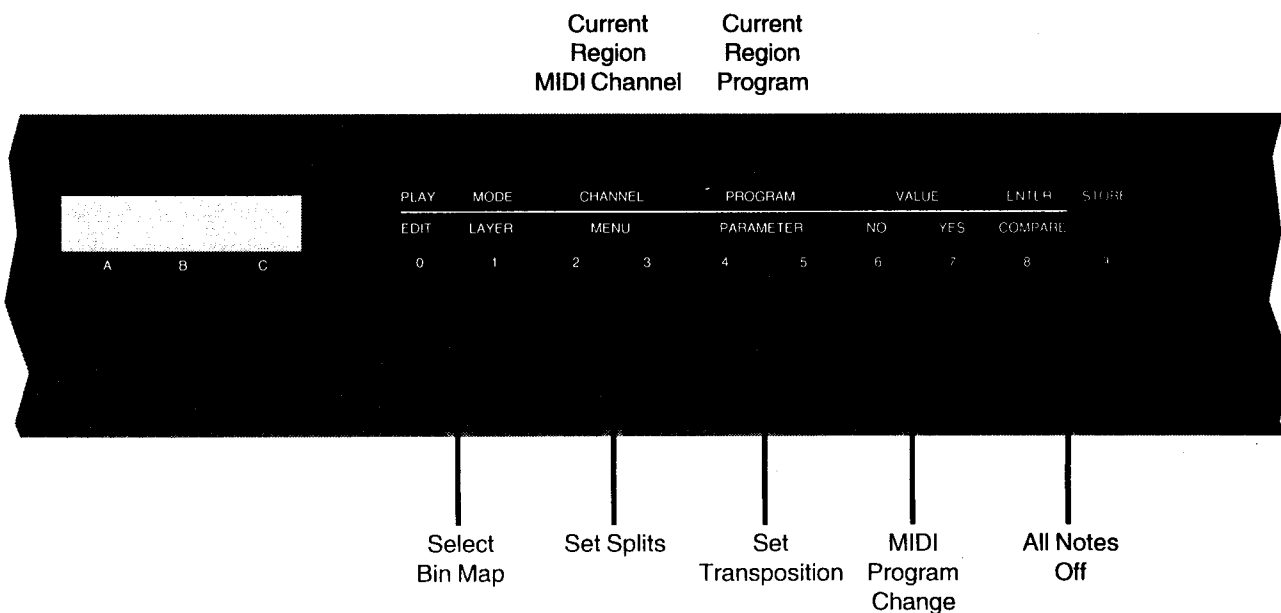 Current Region MIDI Channel
Current Region Program
PLAY MODE CHANNEL PROGRAM VALUE ENTER STORE
EDIT LAYER MENU PARAMETER NO YES COMPARE
A B C 0 1 2 3 4 5 6 7 8 9
Select Bin Map
Set Splits
Set Transposition
MIDI Program Change
All Notes Off